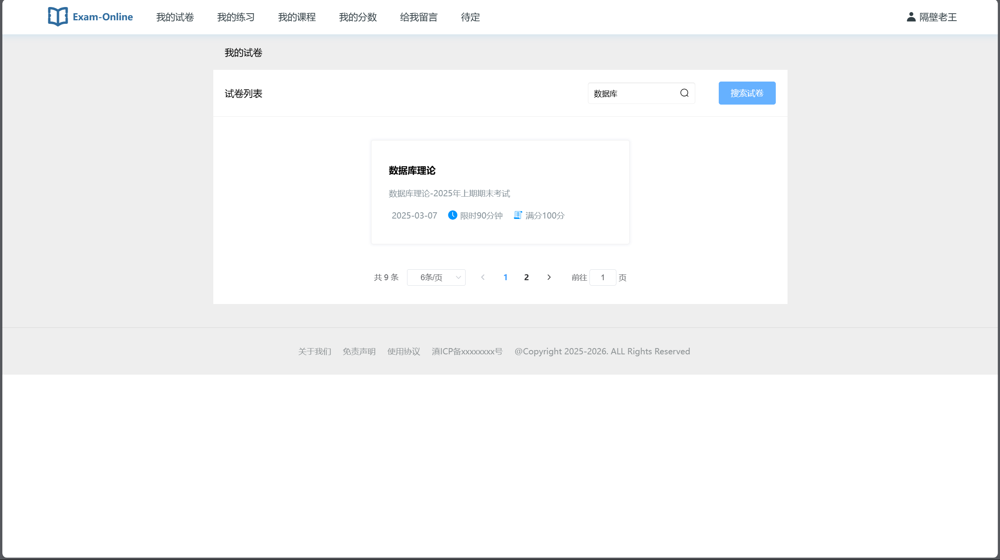 Exam-Online 我的试卷 我的练习 我的课程 我的分数 给我留言 待定 隔壁老王
我的试卷
试卷列表 数据库 搜索试卷
数据库理论
数据库理论-2025年上期期末考试
2025-03-07 限时90分钟 满分100分
共 9 条 6条/页 1 2 前往 1 页
关于我们 免责声明 使用协议 滇ICP备xxxxxxxx号 @Copyright 2025-2026. ALL Rights Reserved